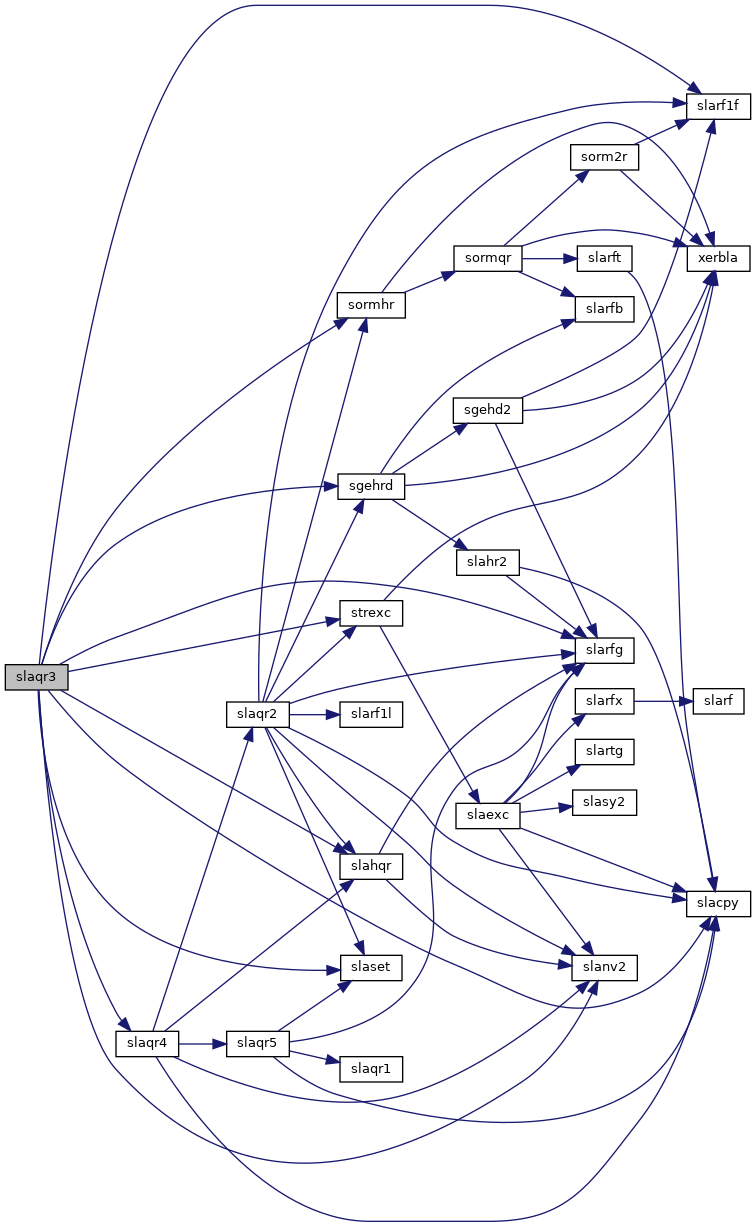 slarf1f
sorm2r
sormqr
slarft
xerbla
sormhr
slarfb
sgehd2
sgehrd
slahr2
strexc
slarfg
slaqr3
slarfx
slarf
slaqr2
slarf1l
slartg
slasy2
slaexc
slahqr
slacpy
slaset
slanv2
slaqr4
slaqr5
slaqr1